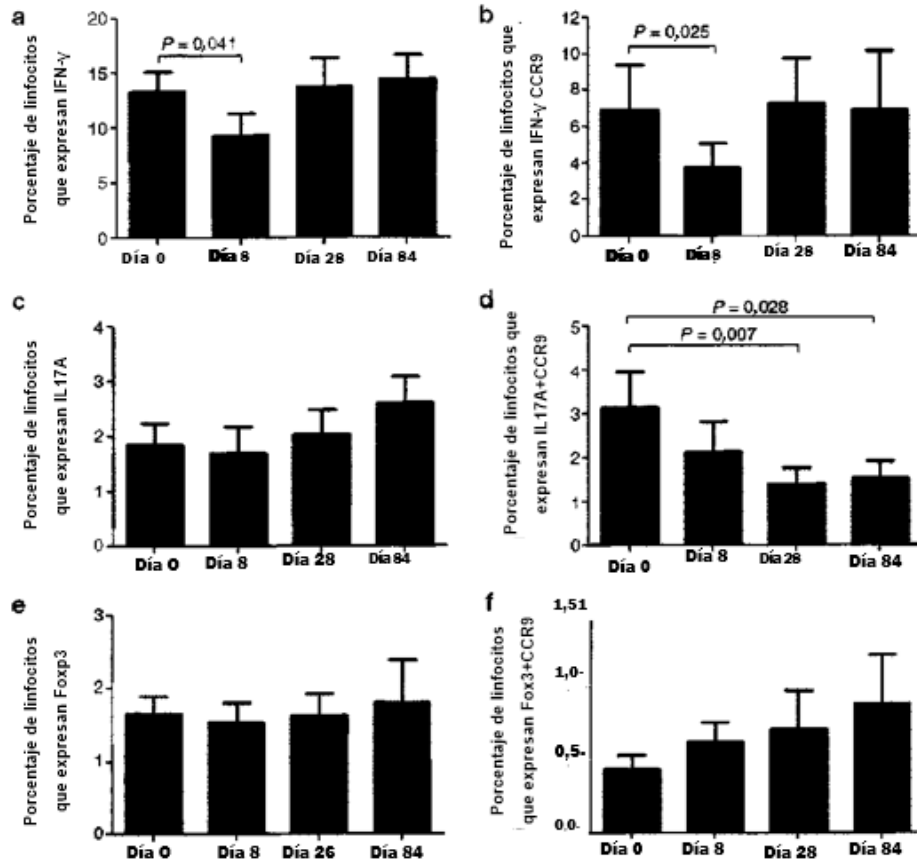 a
Porcentaje de linfocitos
que expresan IFN-γ
20
15
10
5
0
P = 0,041
Día 0 Día 8 Día 28 Día 84
b
Porcentaje de linfocitos que
expresan IFN-γ CCR9
12
10
8
6
4
2
0
P = 0,025
Día 0 Día 8 Día 28 Día 84
c
Porcentaje de linfocitos
que expresan IL17A
4
3
2
1
0
Día 0 Día 8 Día 28 Día 84
d
Porcentaje de linfocitos que
expresan IL17A+CCR9
5
4
3
2
1
0
P = 0,028
P = 0,007
Día 0 Día 8 Día 28 Día 84
e
Porcentaje de linfocitos
que expresan Foxp3
3
2
1
0
Día 0 Día 8 Día 26 Día 84
f
Porcentaje de linfocitos
que expresan Fox3+CCR9
1,51
1,0-
0,5-
0,0-
Día 0 Día 8 Día 28 Día 84